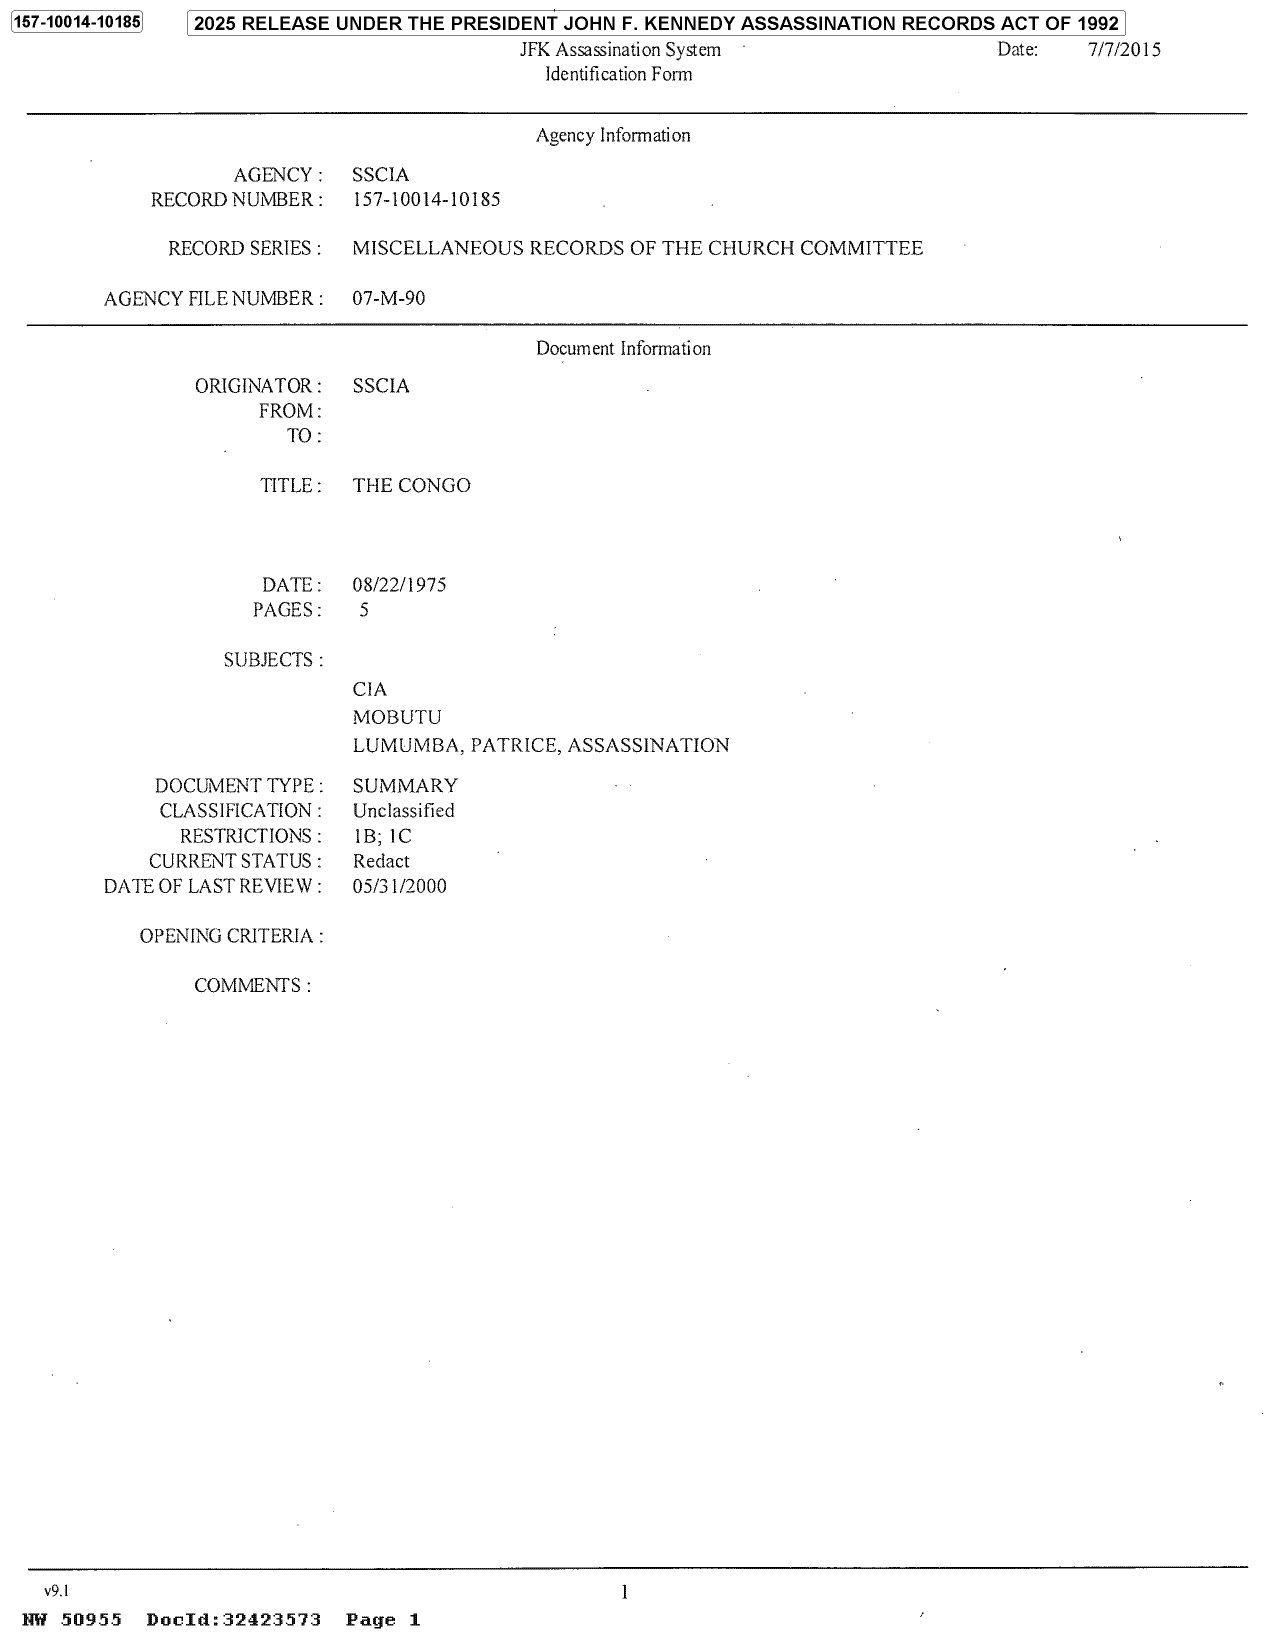 157-10014-10185
2025 RELEASE UNDER THE PRESIDENT JOHN F. KENNEDY ASSASSINATION RECORDS ACT OF 1992
JFK Assassination System Date: 7/7/2015
Identification Form
Agency Information
AGENCY : SSCIA
RECORD NUMBER : 157-10014-10185
RECORD SERIES : MISCELLANEOUS RECORDS OF THE CHURCH COMMITTEE
AGENCY FILE NUMBER : 07-M-90
Document Information
ORIGINATOR : SSCIA
FROM :
TO :
TITLE : THE CONGO
DATE : 08/22/1975
PAGES : 5
SUBJECTS :
CIA
MOBUTU
LUMUMBA, PATRICE, ASSASSINATION
DOCUMENT TYPE : SUMMARY
CLASSIFICATION : Unclassified
RESTRICTIONS : 1B; 1C
CURRENT STATUS : Redact
DATE OF LAST REVIEW : 05/31/2000
OPENING CRITERIA :
COMMENTS :
v9.1 1
NW 50955 DocId:32423573 Page 1